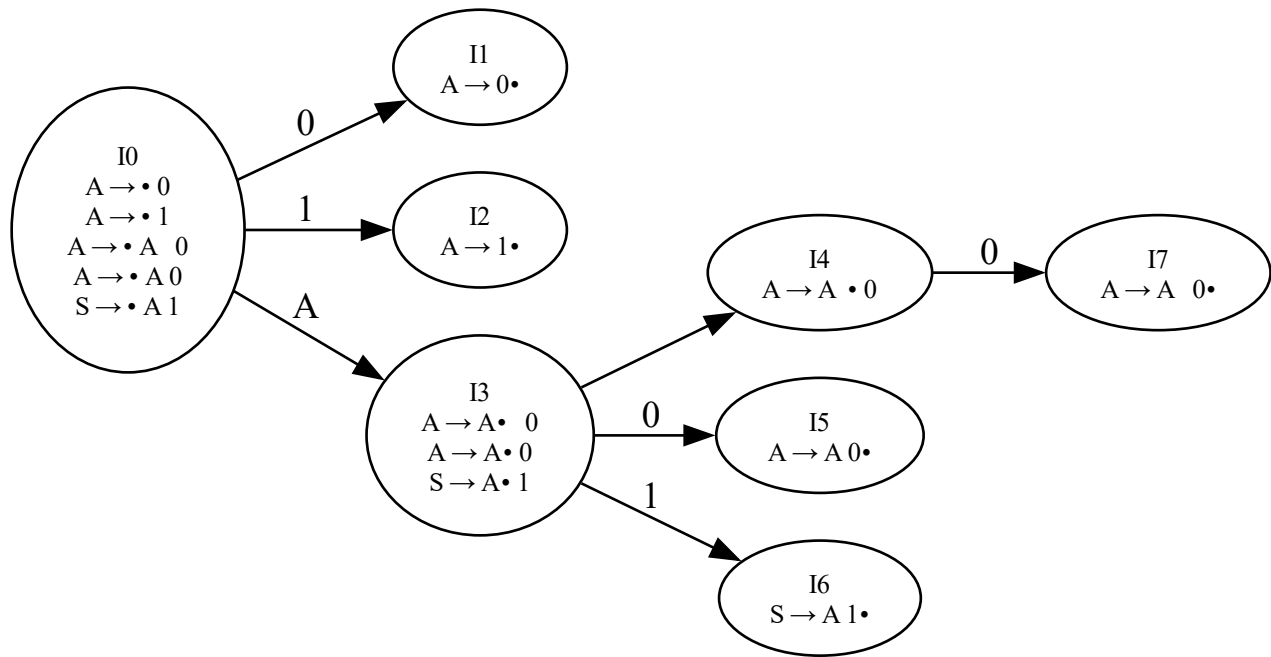 I0
A → • 0
A → • 1
A → • A 0
A → • A 0
S → • A 1
0
1
A
I1
A → 0•
I2
A → 1•
I3
A → A• 0
A → A• 0
S → A• 1
0
1
I4
A → A • 0
0
I5
A → A 0•
I6
S → A 1•
I7
A → A 0•